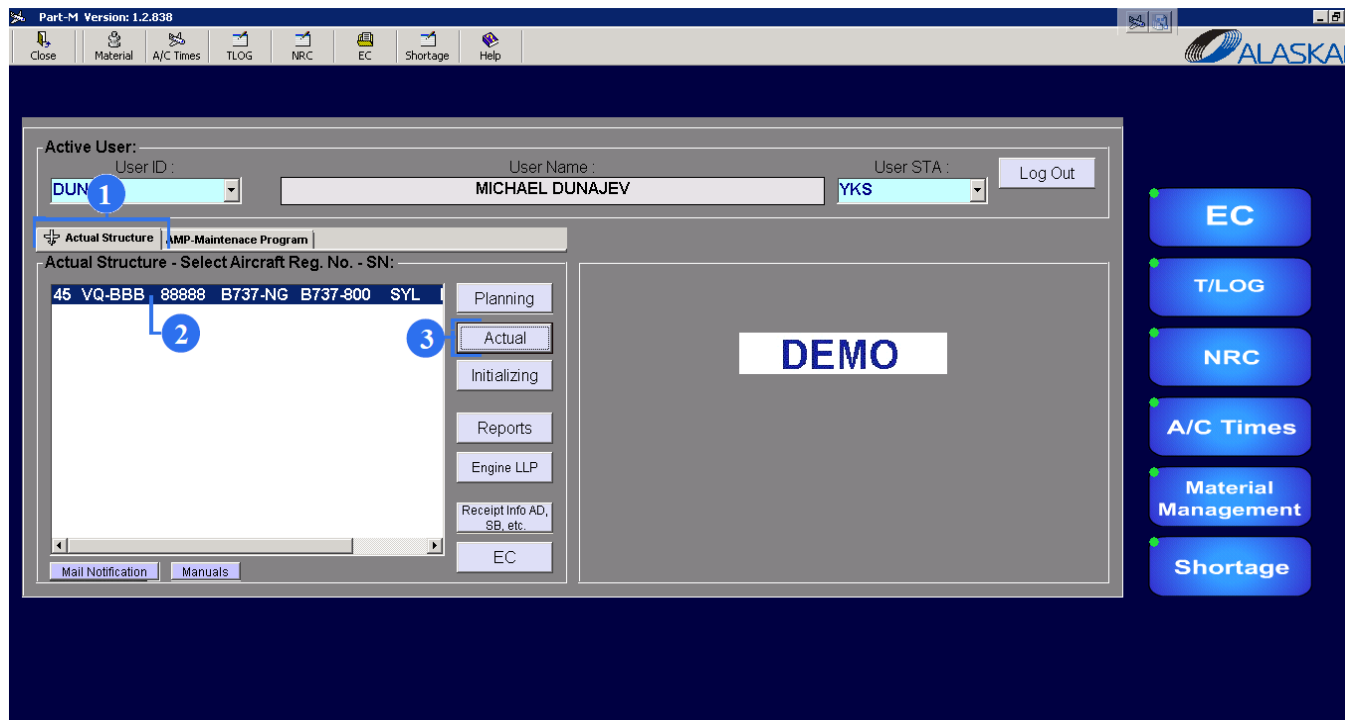 Part-M Version: 1.2.838
Close Material A/C Times TLOG NRC EC Shortage Help
ALASKA
Active User:
User ID : User Name : User STA :
DUN MICHAEL DUNAJEV YKS Log Out
1
Actual Structure AMP-Maintenace Program
Actual Structure - Select Aircraft Reg. No. - SN:
45 VQ-BBB 88888 B737-NG B737-800 SYL
2
3
Planning
Actual
Initializing
Reports
Engine LLP
Receipt Info AD,
SB, etc.
EC
Mail Notification Manuals
DEMO
EC
T/LOG
NRC
A/C Times
Material
Management
Shortage